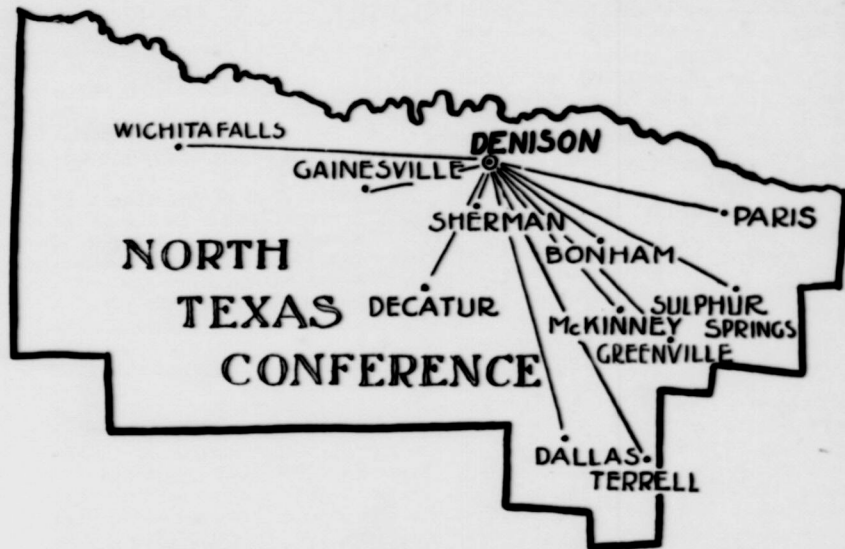 WICHITA FALLS
DENISON
GAINESVILLE
SHERMAN
PARIS
BONHAM
NORTH
TEXAS
CONFERENCE
DECATUR
SULPHUR
SPRINGS
McKINNEY
GREENVILLE
DALLAS
TERRELL